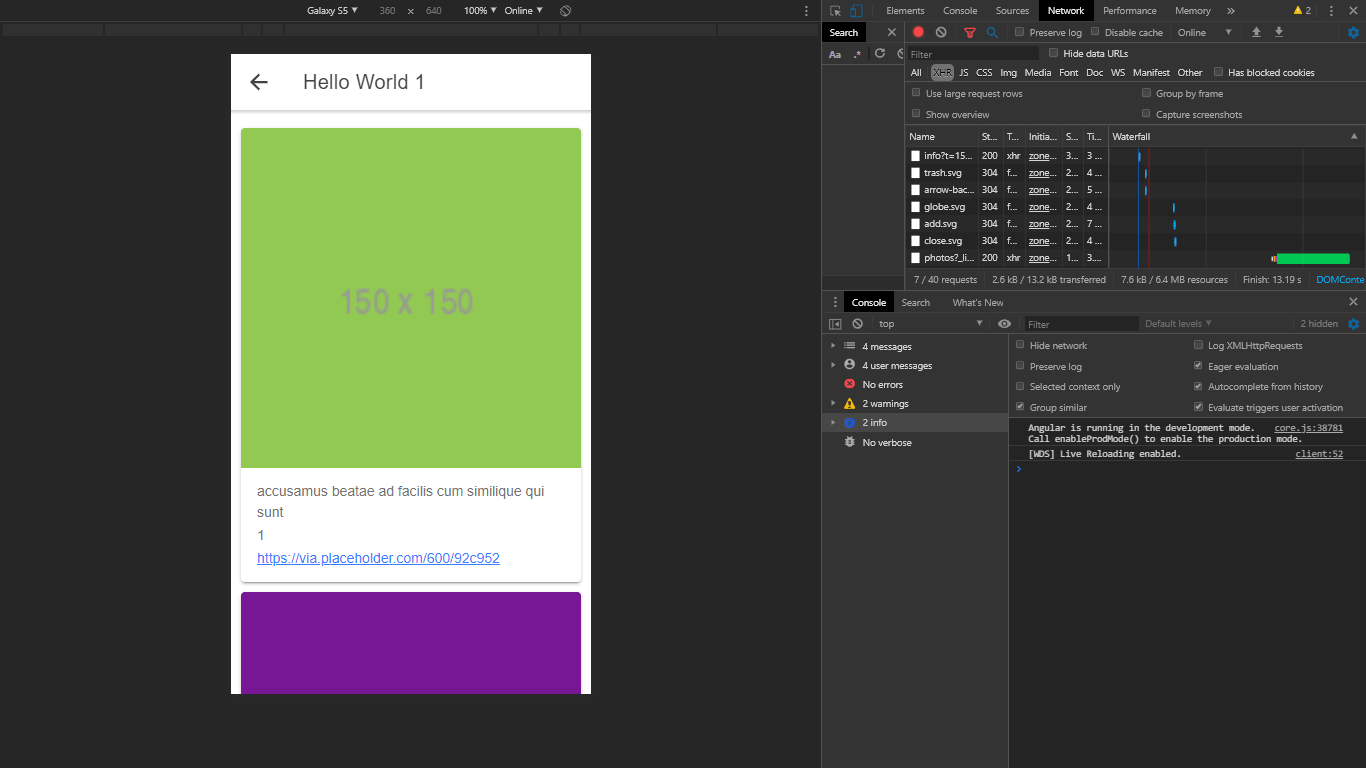 Galaxy S5 360 × 640 100% Online
Elements Console Sources Network Performance Memory » 2
Search
Preserve log Disable cache Online
Aa .*
Filter Hide data URLs
All XHR JS CSS Img Media Font Doc WS Manifest Other Has blocked cookies
Use large request rows Group by frame
Show overview Capture screenshots
Name St... T... Initia... S... Ti... Waterfall
info?t=15... 200 xhr zone... 3... 3 ...
trash.svg 304 f... zone... 2... 4 ...
arrow-bac... 304 f... zone... 2... 5 ...
globe.svg 304 f... zone... 2... 4 ...
add.svg 304 f... zone... 2... 7 ...
close.svg 304 f... zone... 2... 4 ...
photos?_li... 200 xhr zone... 1... 3....
7 / 40 requests 2.6 kB / 13.2 kB transferred 7.6 kB / 6.4 MB resources Finish: 13.19 s DOMConte
Hello World 1
150 x 150
accusamus beatae ad facilis cum similique qui
sunt
1
https://via.placeholder.com/600/92c952
Console Search What's New
top Filter Default levels 2 hidden
4 messages
4 user messages
No errors
2 warnings
2 info
No verbose
Hide network Log XMLHttpRequests
Preserve log Eager evaluation
Selected context only Autocomplete from history
Group similar Evaluate triggers user activation
Angular is running in the development mode. core.js:38781
Call enableProdMode() to enable the production mode.
[WDS] Live Reloading enabled. client:52